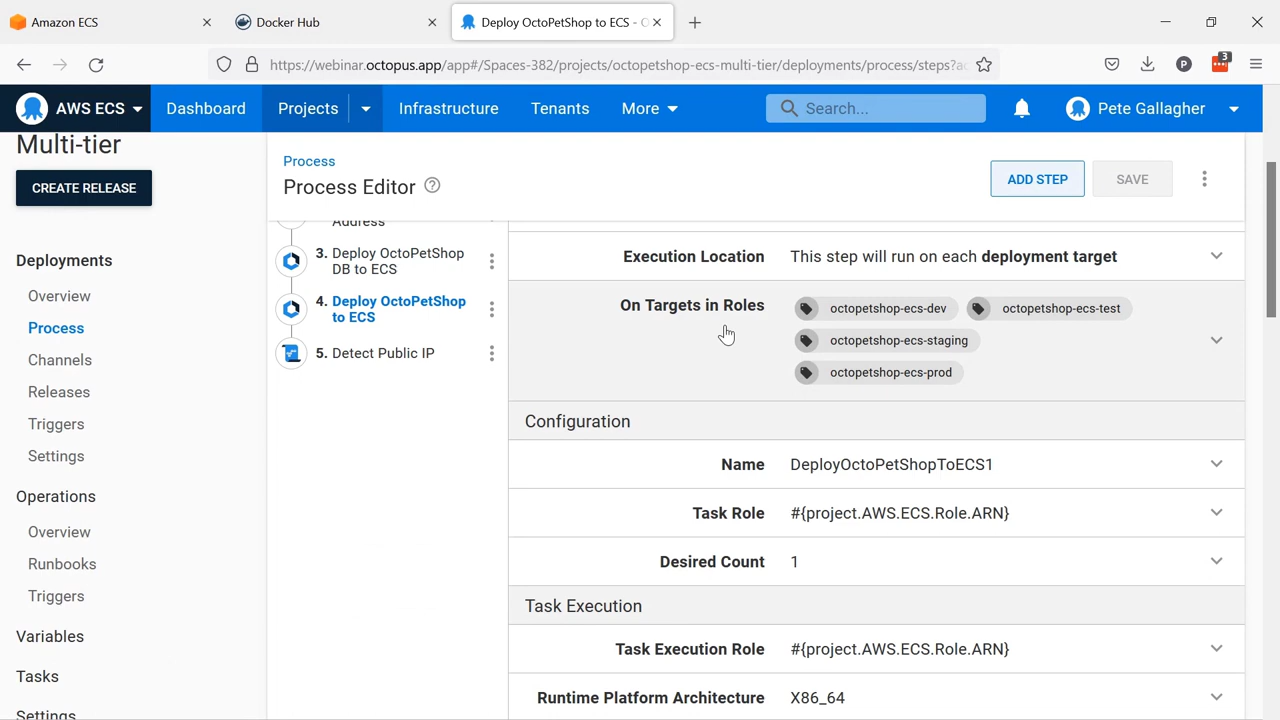 Amazon ECS
Docker Hub
Deploy OctoPetShop to ECS - O
https://webinar.octopus.app/app#/Spaces-382/projects/octopetshop-ecs-multi-tier/deployments/process/steps?a
3
P
AWS ECS
Dashboard
Projects
Infrastructure
Tenants
More
Search...
Pete Gallagher
Multi-tier
CREATE RELEASE
Deployments
Overview
Process
Channels
Releases
Triggers
Settings
Operations
Overview
Runbooks
Triggers
Variables
Tasks
Settings
Process
Process Editor
ADD STEP
SAVE
Address
3. Deploy OctoPetShop
DB to ECS
4. Deploy OctoPetShop
to ECS
5. Detect Public IP
Execution Location
This step will run on each deployment target
On Targets in Roles
octopetshop-ecs-dev
octopetshop-ecs-test
octopetshop-ecs-staging
octopetshop-ecs-prod
Configuration
Name
DeployOctoPetShopToECS1
Task Role
#{project.AWS.ECS.Role.ARN}
Desired Count
1
Task Execution
Task Execution Role
#{project.AWS.ECS.Role.ARN}
Runtime Platform Architecture
X86_64